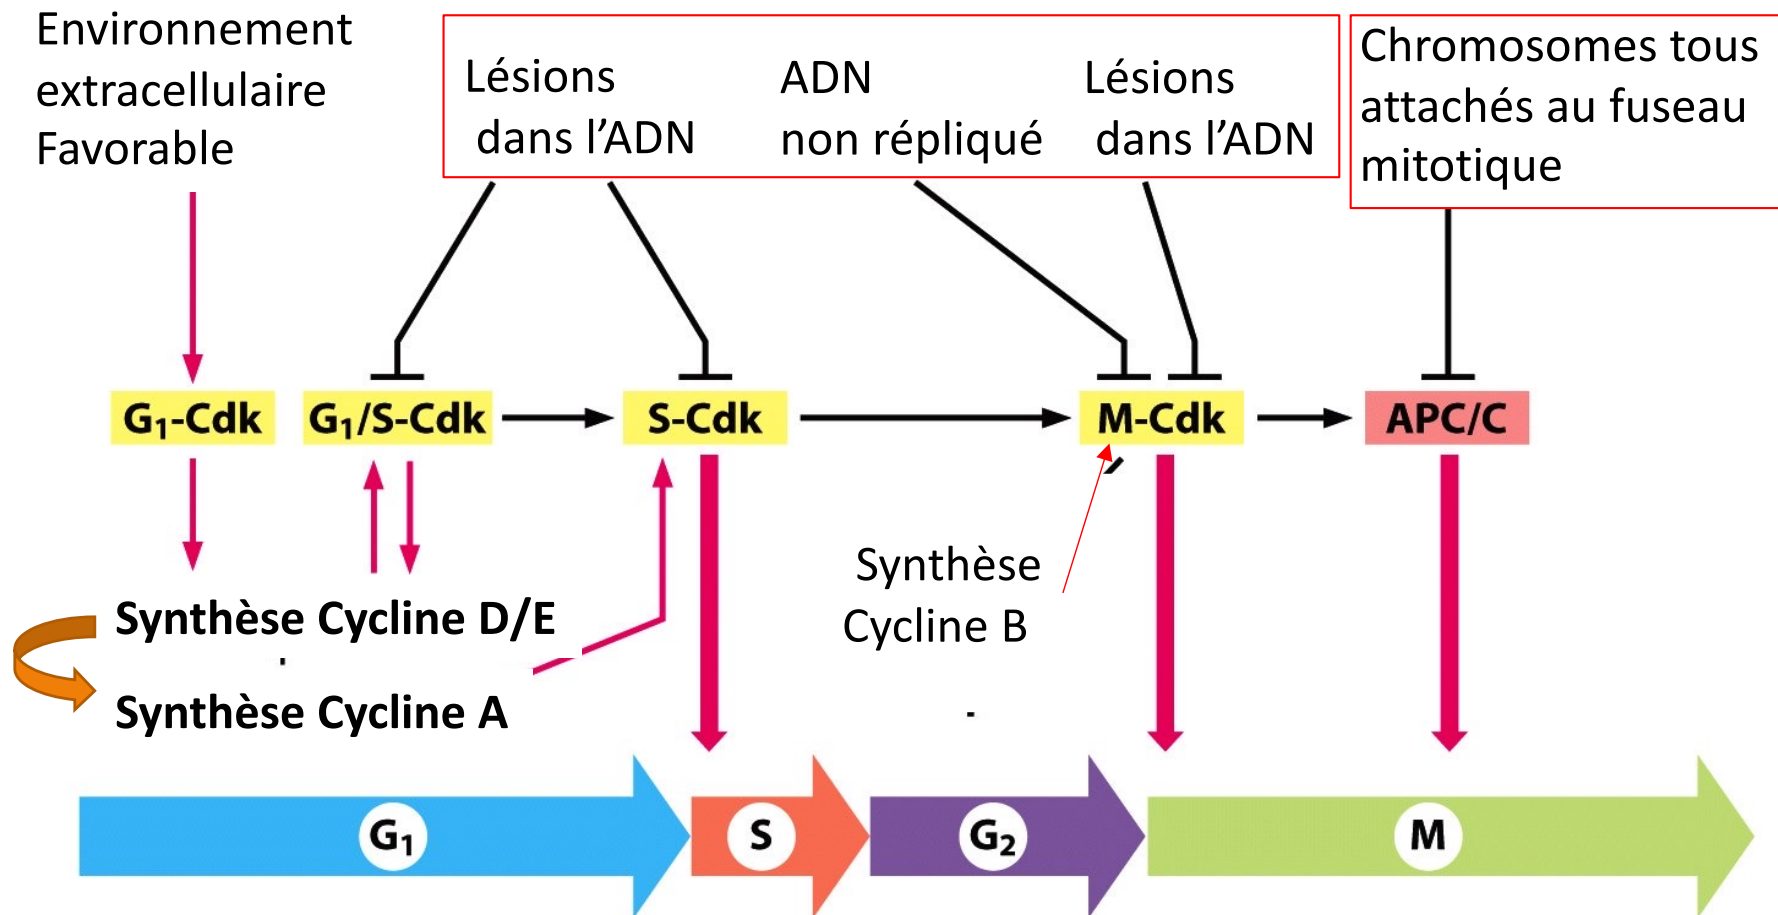 Environnement
extracellulaire
Favorable
Lésions
dans l’ADN
ADN
non répliqué
Lésions
dans l’ADN
Chromosomes tous
attachés au fuseau
mitotique
G₁-Cdk
G₁/S-Cdk
S-Cdk
M-Cdk
APC/C
Synthèse Cycline D/E
Synthèse Cycline A
Synthèse
Cycline B
G₁
S
G₂
M